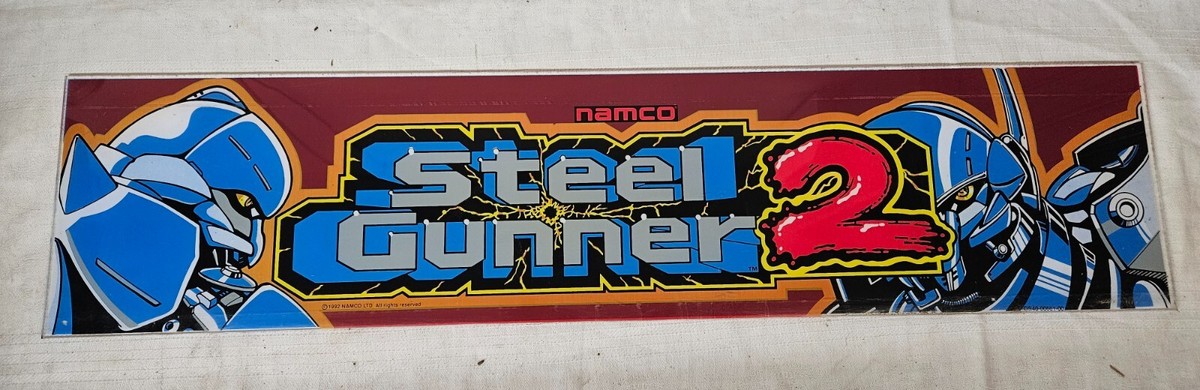 namco
Steel
Gunner 2
TM
©1992 NAMCO LTD. All rights reserved